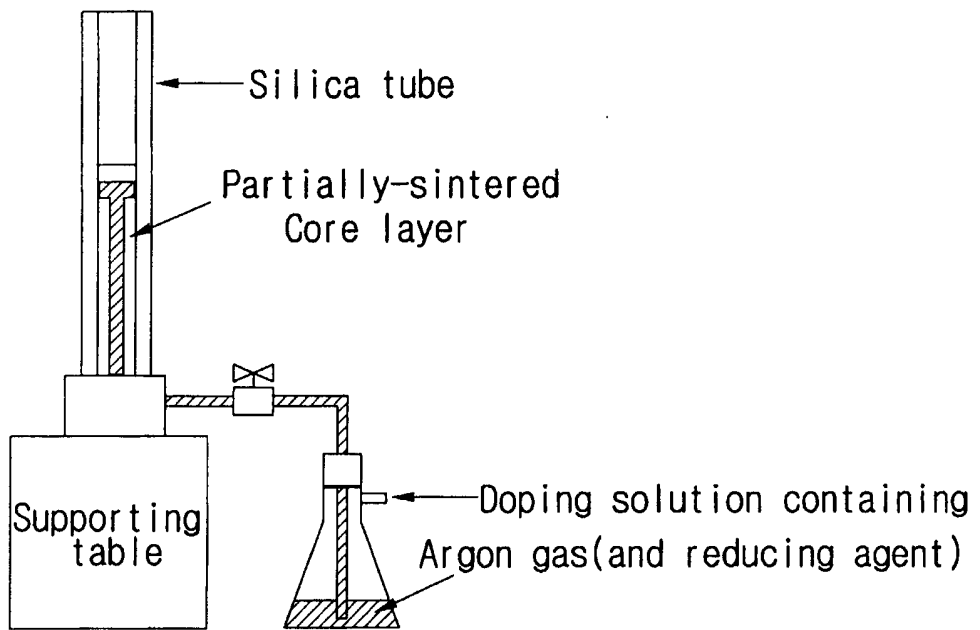 Silica tube
Partially-sintered
Core layer
Supporting
table
Doping solution containing
Argon gas(and reducing agent)